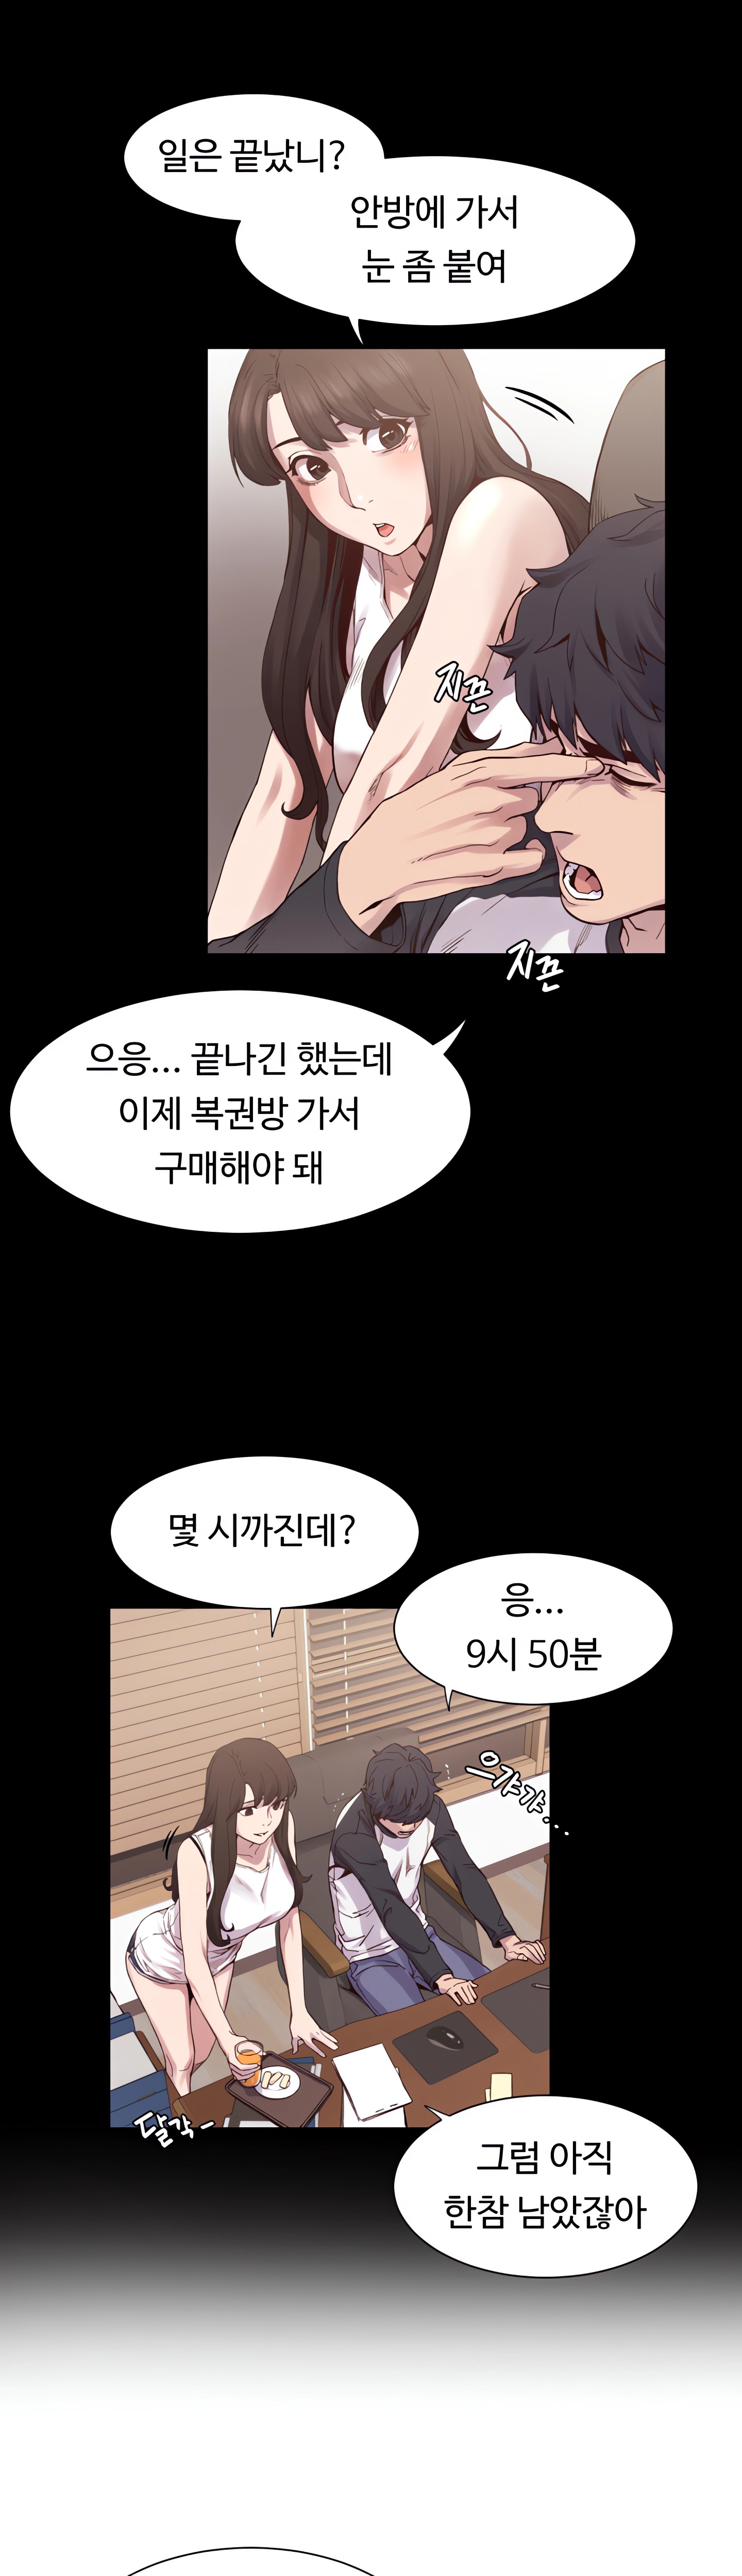 일은 끝났니?
안방에 가서
눈 좀 붙여
지끈
지끈
으응... 끝나긴 했는데
이제 복권방 가서
구매해야 돼
몇 시까진데?
응...
9시 50분
으갸갸...
달각-
그럼 아직
한참 남았잖아